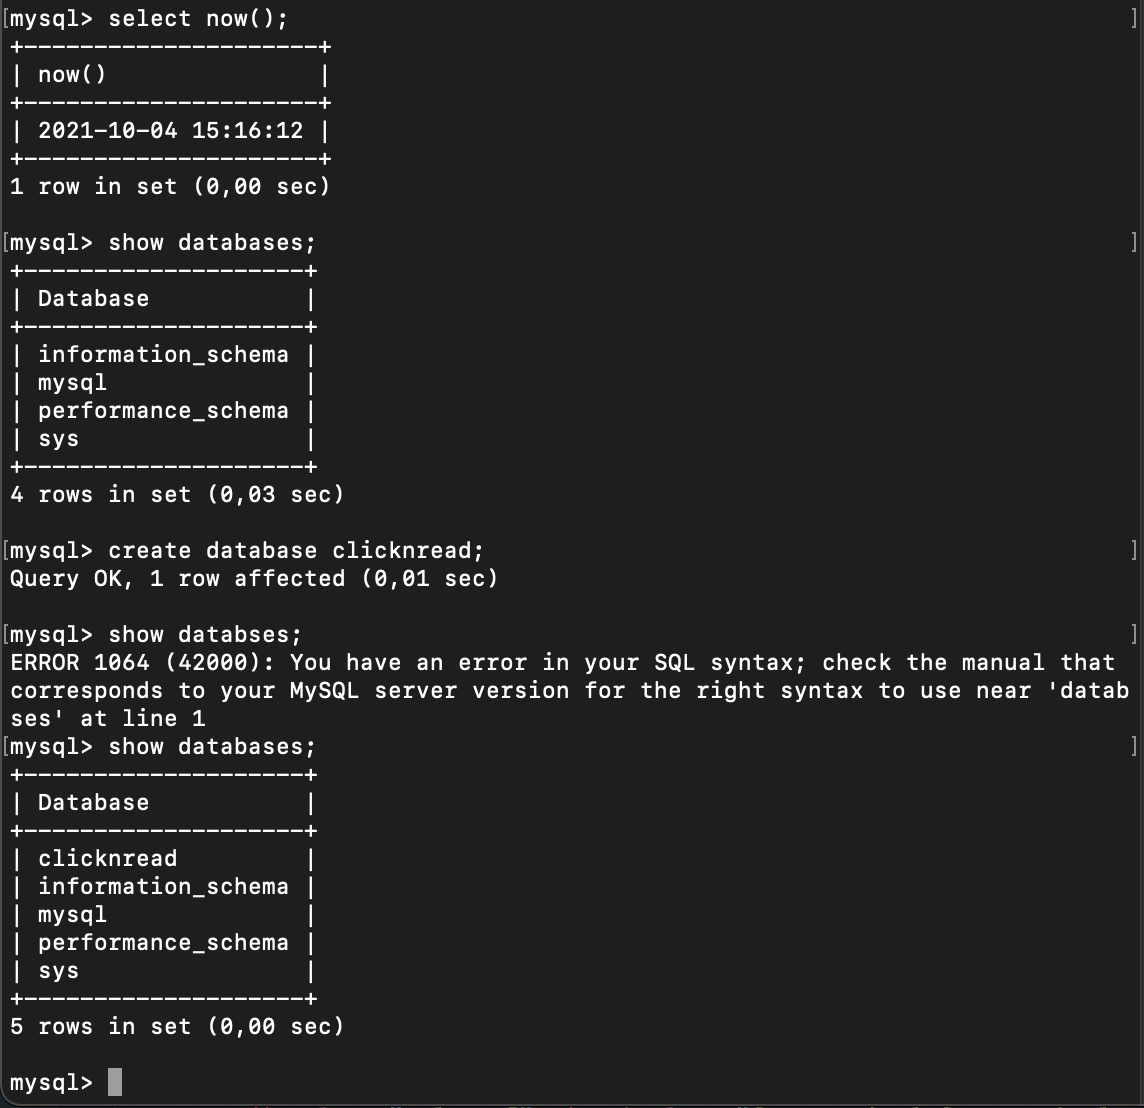 [mysql> select now(); ]
+---------------------+
| now()               |
+---------------------+
| 2021-10-04 15:16:12 |
+---------------------+
1 row in set (0,00 sec)

[mysql> show databases; ]
+--------------------+
| Database           |
+--------------------+
| information_schema |
| mysql              |
| performance_schema |
| sys                |
+--------------------+
4 rows in set (0,03 sec)

[mysql> create database clicknread; ]
Query OK, 1 row affected (0,01 sec)

[mysql> show databses; ]
ERROR 1064 (42000): You have an error in your SQL syntax; check the manual that
corresponds to your MySQL server version for the right syntax to use near 'datab
ses' at line 1
[mysql> show databases; ]
+--------------------+
| Database           |
+--------------------+
| clicknread         |
| information_schema |
| mysql              |
| performance_schema |
| sys                |
+--------------------+
5 rows in set (0,00 sec)

mysql>